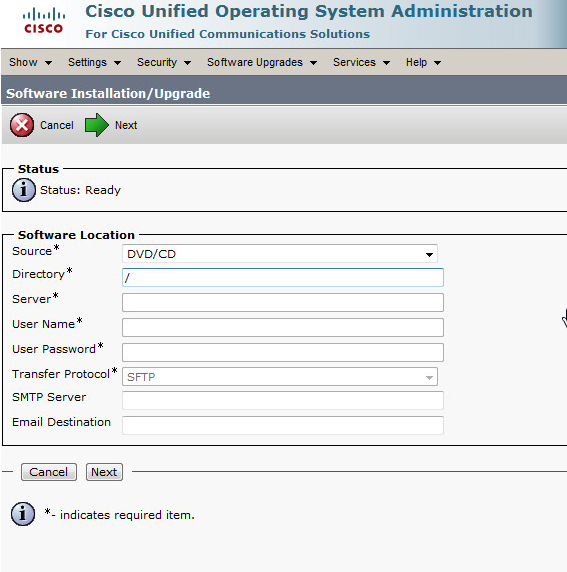 CISCO
Cisco Unified Operating System Administration
For Cisco Unified Communications Solutions
Show Settings Security Software Upgrades Services Help
Software Installation/Upgrade
Cancel Next
Status
Status: Ready
Software Location
Source* DVD/CD
Directory* /
Server*
User Name*
User Password*
Transfer Protocol* SFTP
SMTP Server
Email Destination
Cancel Next
*- indicates required item.